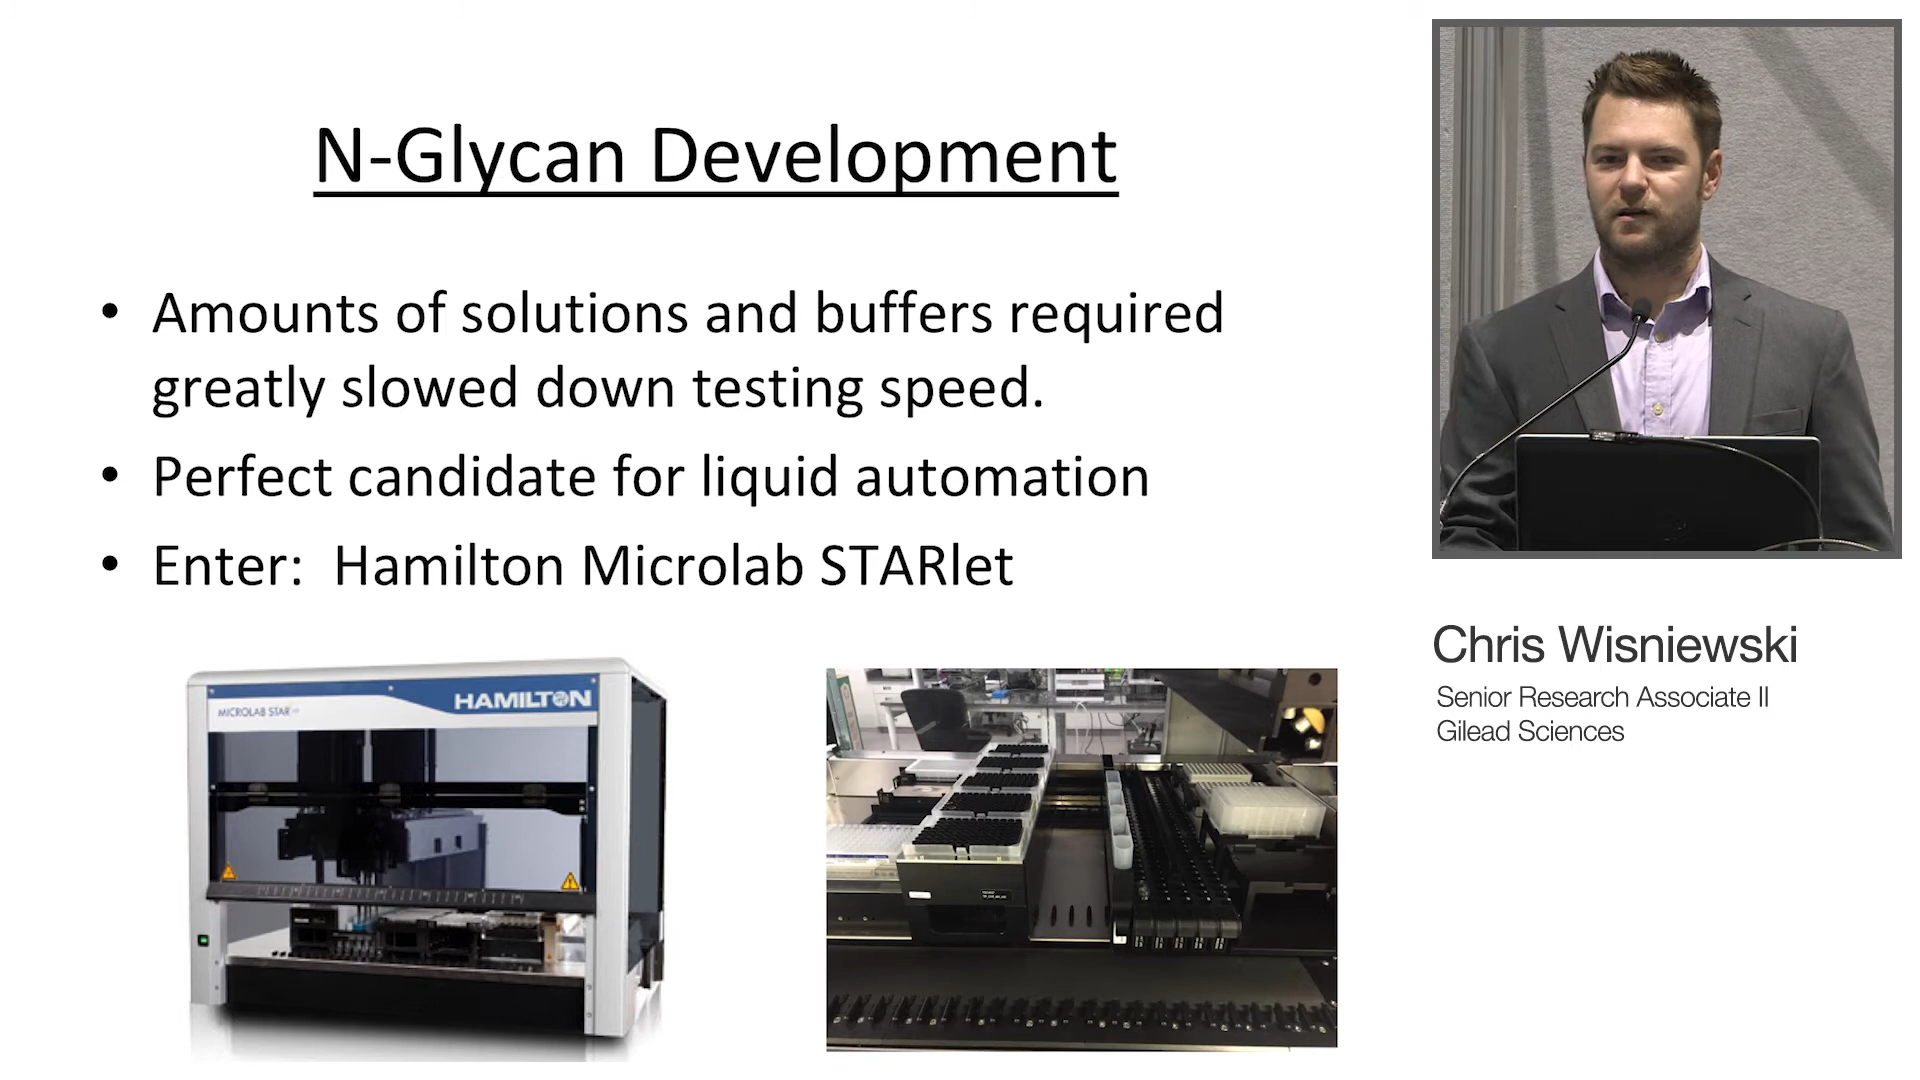 N-Glycan Development
• Amounts of solutions and buffers required
greatly slowed down testing speed.
• Perfect candidate for liquid automation
• Enter:  Hamilton Microlab STARlet
HAMILTON
MICROLAB STAR
Chris Wisniewski
Senior Research Associate II
Gilead Sciences